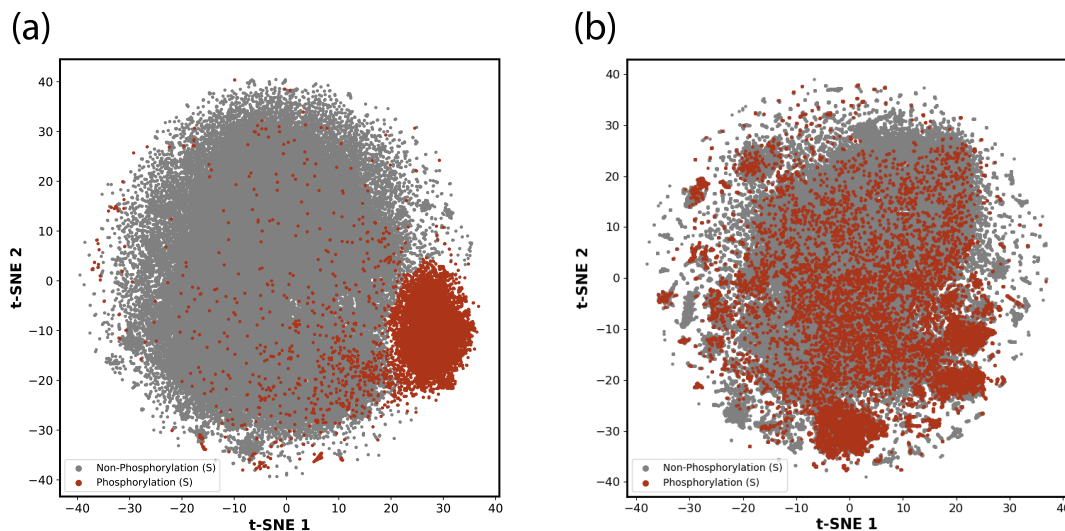 (a)
(b)
40
30
20
10
0
−10
−20
−30
−40
t-SNE 2
Non-Phosphorylation (S)
Phosphorylation (S)
−40 −30 −20 −10 0 10 20 30 40
t-SNE 1
40
30
20
10
0
−10
−20
−30
−40
t-SNE 2
Non-Phosphorylation (S)
Phosphorylation (S)
−40 −30 −20 −10 0 10 20 30
t-SNE 1